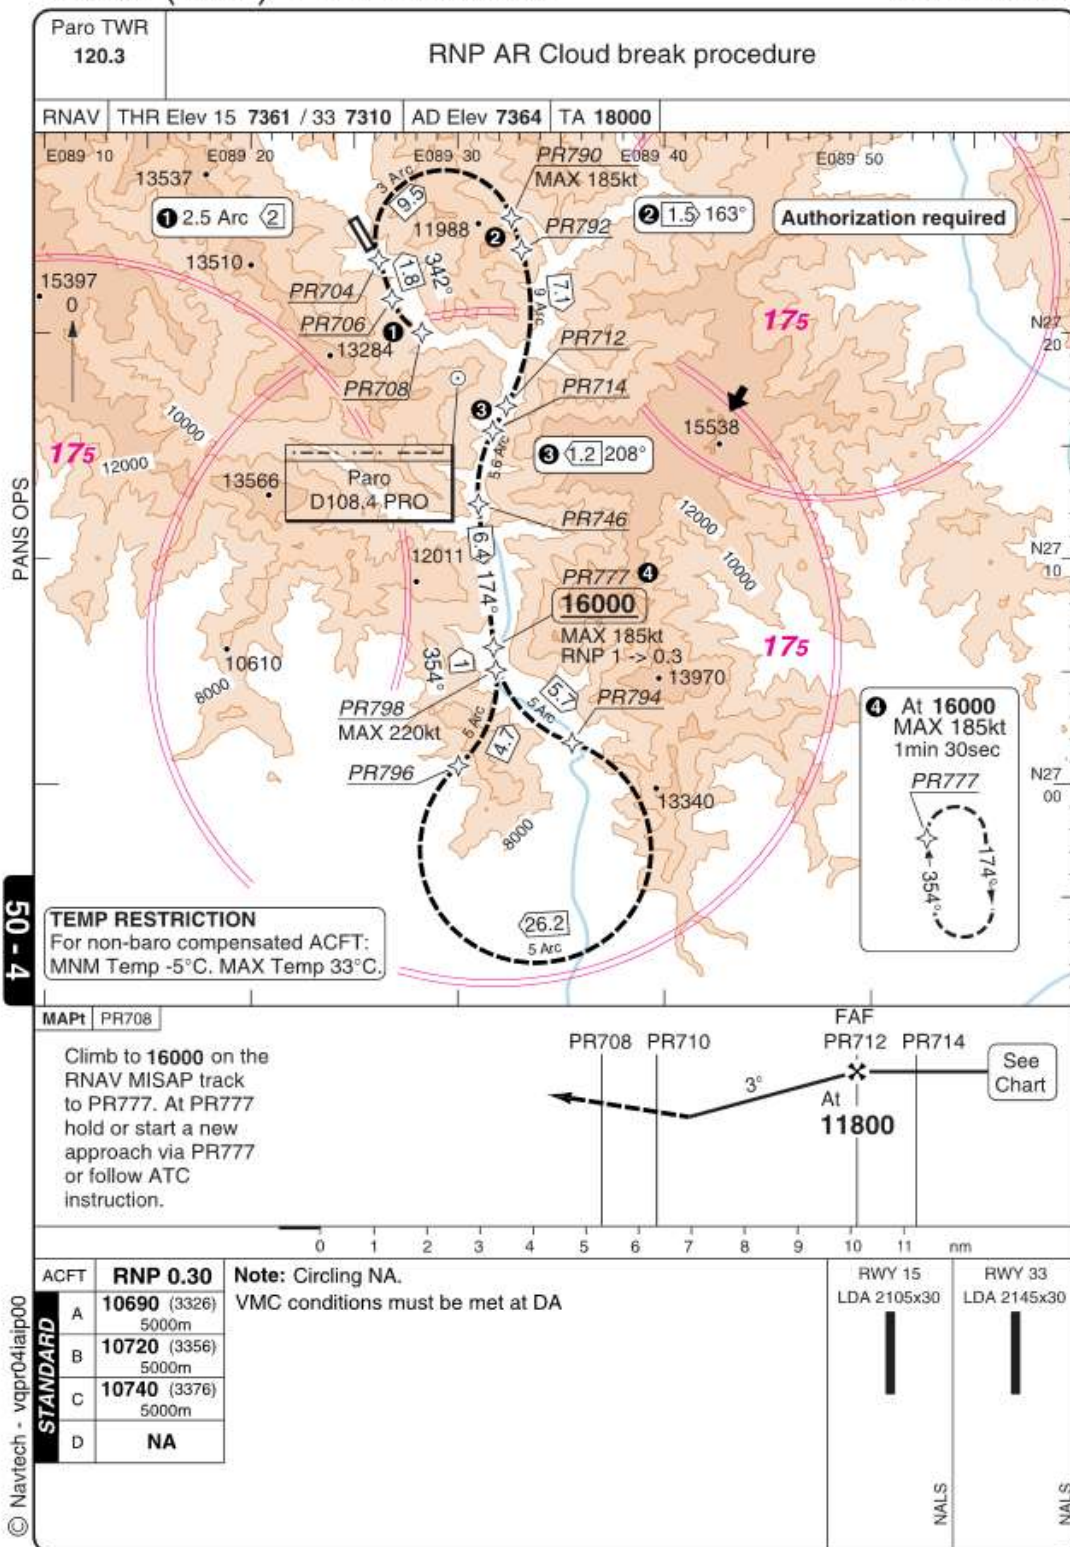 Paro TWR
120.3
RNP AR Cloud break procedure
RNAV THR Elev 15 7361 / 33 7310 AD Elev 7364 TA 18000
E089 10 E089 20 E089 30 E089 40 E089 50
13537
❶ 2.5 Arc 2
3 Arc
9.5
PR790
MAX 185kt
11988
❷
PR792
❷ 1.5 163°
Authorization required
13510
15397
0
PR704
1.8
342°
7.1
9 Arc
175
N27
20
PR706
❶
13284
PR712
PR708
PR714
❸
15538
10000
175
12000
5.6 Arc
❸ 1.2 208°
13566
Paro
D108.4 PRO
PR746
12000
PANS OPS
12011
6.4
174°
10000
N27
10
PR777 ❹
16000
MAX 185kt
RNP 1 -> 0.3
175
10610
8000
354°
1
13970
PR798
MAX 220kt
5.7
5 Arc
PR794
5 Arc
4.7
PR796
❹ At 16000
MAX 185kt
1min 30sec
PR777
354°
174°
N27
00
13340
8000
26.2
5 Arc
50 - 4
TEMP RESTRICTION
For non-baro compensated ACFT:
MNM Temp -5°C. MAX Temp 33°C.
MAPt PR708
Climb to 16000 on the
RNAV MISAP track
to PR777. At PR777
hold or start a new
approach via PR777
or follow ATC
instruction.
FAF
PR708 PR710 PR712 PR714
See
Chart
3°
At
11800
0 1 2 3 4 5 6 7 8 9 10 11 nm
ACFT RNP 0.30
STANDARD
A 10690 (3326)
5000m
B 10720 (3356)
5000m
C 10740 (3376)
5000m
D NA
Note: Circling NA.
VMC conditions must be met at DA
RWY 15
LDA 2105x30
NALS
RWY 33
LDA 2145x30
NALS
© Navtech - vqpr04iaip00